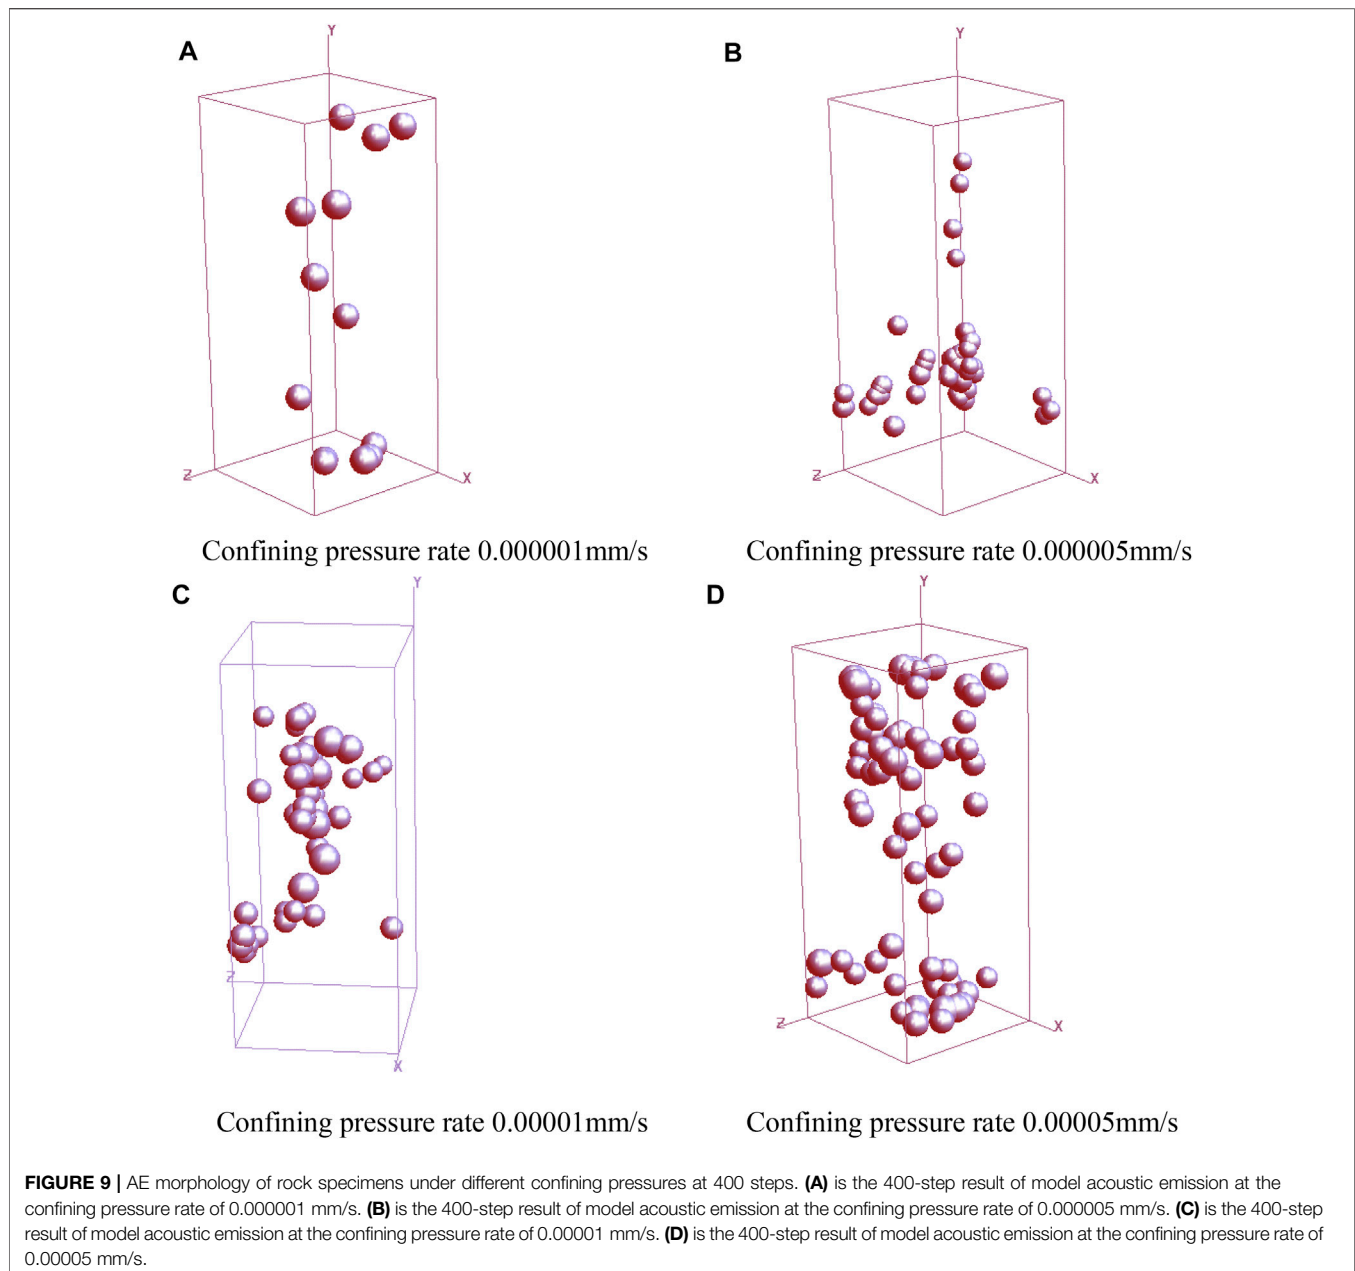 A
Y
B
Y
Z
X
Z
X
Confining pressure rate 0.000001mm/s
Confining pressure rate 0.000005mm/s
C
Y
D
Y
Z
X
Z
X
Confining pressure rate 0.00001mm/s
Confining pressure rate 0.00005mm/s
FIGURE 9 | AE morphology of rock specimens under different confining pressures at 400 steps. (A) is the 400-step result of model acoustic emission at the
confining pressure rate of 0.000001 mm/s. (B) is the 400-step result of model acoustic emission at the confining pressure rate of 0.000005 mm/s. (C) is the 400-step
result of model acoustic emission at the confining pressure rate of 0.00001 mm/s. (D) is the 400-step result of model acoustic emission at the confining pressure rate of
0.00005 mm/s.